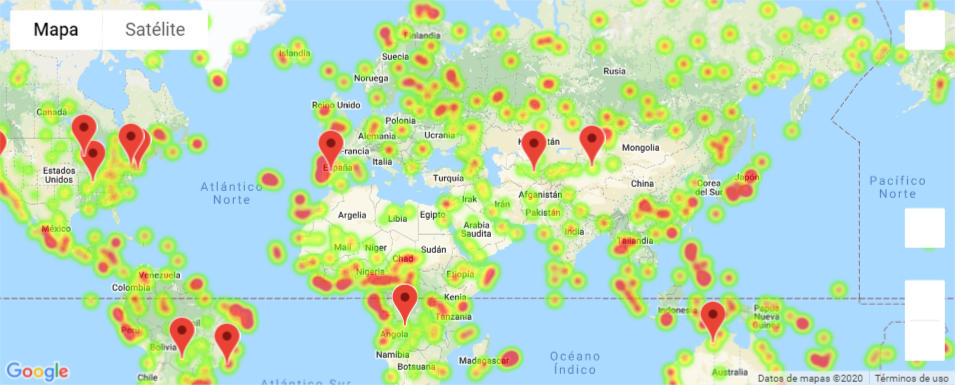 Mapa
Satélite
Islandia
Finlandia
Suecia
Noruega
Rusia
Canadá
Reino Unido
Polonia
Alemania
Ucrania
Francia
Mongolia
Estados
Unidos
España
Italia
Turquía
China
Corea
del Sur
Japón
Atlántico
Norte
Pacífico
Norte
Afganistán
Irak
Irán
Pakistán
Argelia
Libia
Egipto
Arabia
Saudita
India
México
Malí
Níger
Sudán
Chad
Tailandia
Nigeria
Etiopía
Venezuela
Colombia
Kenia
Indonesia
Papúa
Nueva
Guinea
Perú
Tanzania
Angola
Bolivia
Namibia
Madagascar
Océano
Índico
Chile
Botsuana
Atlántico Sur
Australia
Google
Datos de mapas ©2020
Términos de uso